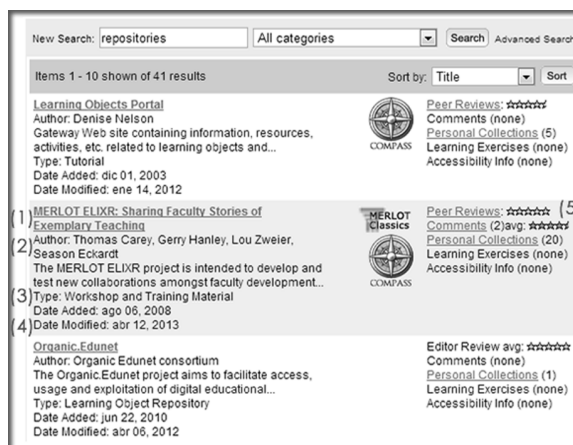 New Search: repositories All categories Search Advanced Search
Items 1 - 10 shown of 41 results Sort by: Title Sort
Learning Objects Portal
Author: Denise Nelson
Gateway Web site containing information, resources,
activities, etc. related to learning objects and...
Type: Tutorial
Date Added: dic 01, 2003
Date Modified: ene 14, 2012
COMPASS
Peer Reviews:
Comments (none)
Personal Collections (5)
Learning Exercises (none)
Accessibility Info (none)
(1) MERLOT ELIXR: Sharing Faculty Stories of
Exemplary Teaching
(2) Author: Thomas Carey, Gerry Hanley, Lou Zweier,
Season Eckardt
The MERLOT ELIXR project is intended to develop and
test new collaborations amongst faculty development...
(3) Type: Workshop and Training Material
Date Added: ago 06, 2008
(4) Date Modified: abr 12, 2013
MERLOT
Classics
COMPASS
Peer Reviews: (5
Comments (2)avg:
Personal Collections (20)
Learning Exercises (none)
Accessibility Info (none)
Organic.Edunet
Author: Organic Edunet consortium
The Organic.Edunet project aims to facilitate access,
usage and exploitation of digital educational...
Type: Learning Object Repository
Date Added: jun 22, 2010
Date Modified: abr 06, 2012
Editor Review avg:
Comments (none)
Personal Collections (1)
Learning Exercises (none)
Accessibility Info (none)